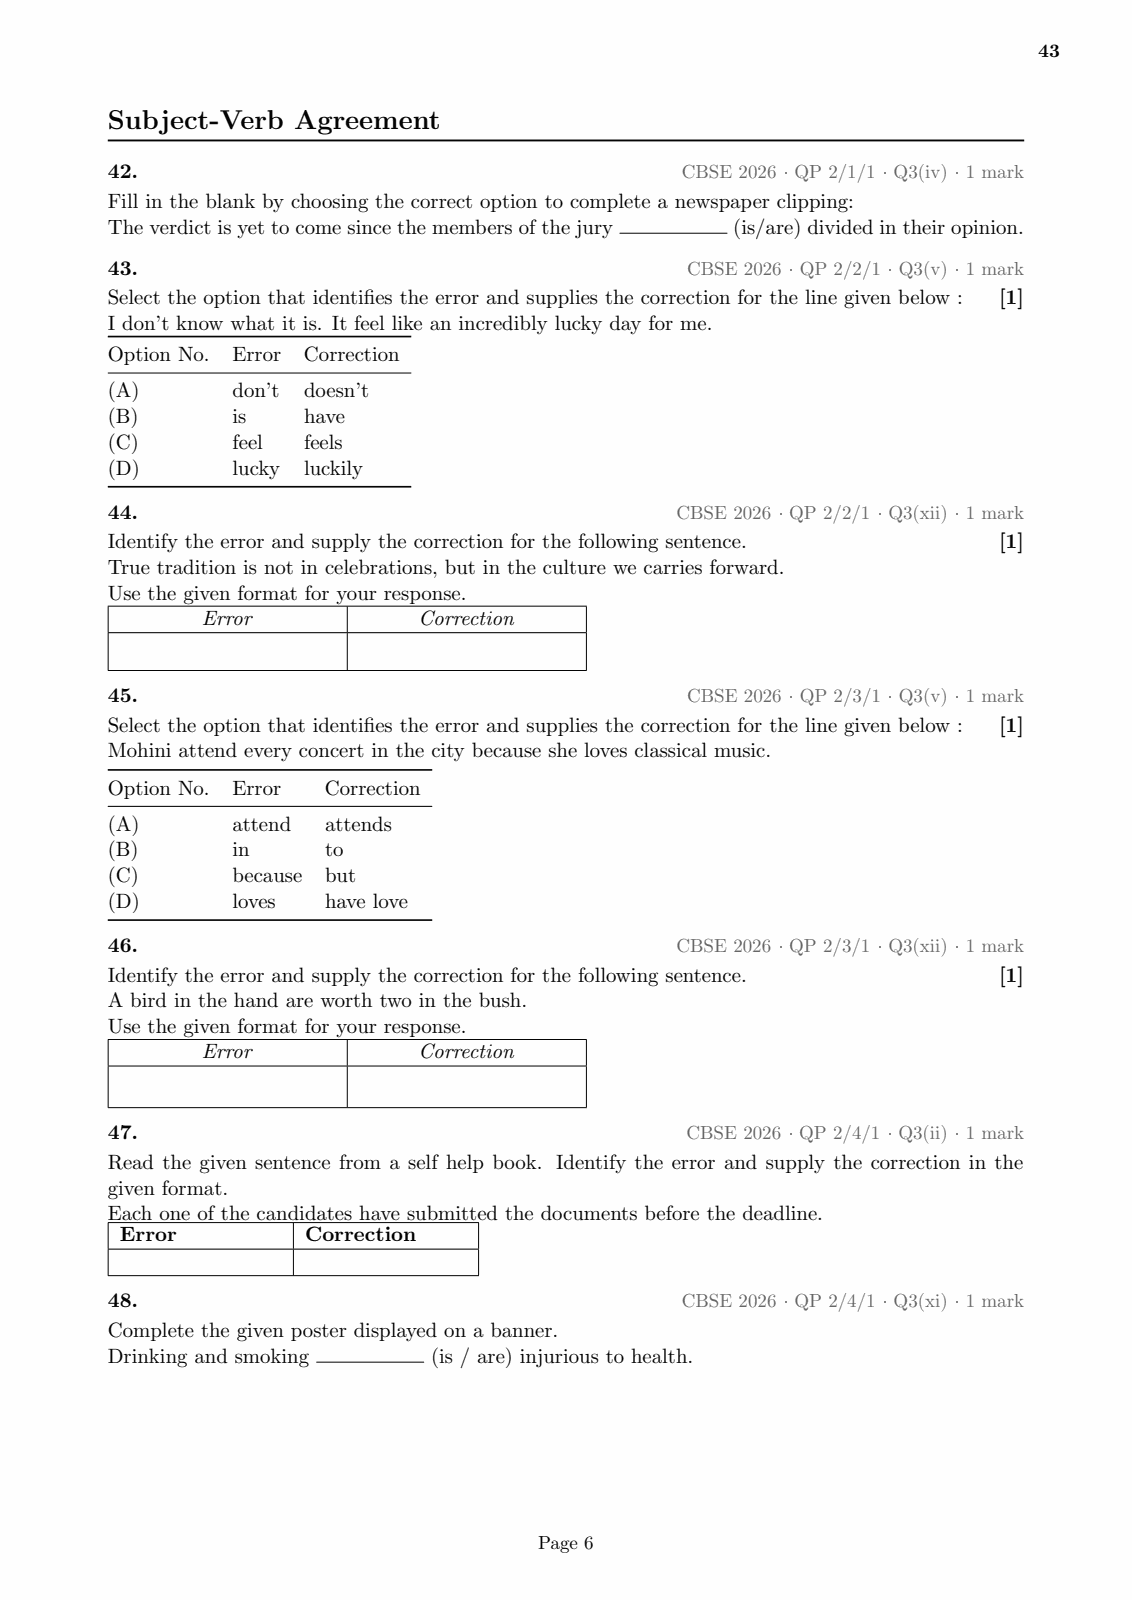 43
Subject-Verb Agreement
42. CBSE 2026 · QP 2/1/1 · Q3(iv) · 1 mark
Fill in the blank by choosing the correct option to complete a newspaper clipping:
The verdict is yet to come since the members of the jury __________ (is/are) divided in their opinion.
43. CBSE 2026 · QP 2/2/1 · Q3(v) · 1 mark
Select the option that identifies the error and supplies the correction for the line given below : [1]
I don't know what it is. It feel like an incredibly lucky day for me.
Option No. Error Correction
(A) don't doesn't
(B) is have
(C) feel feels
(D) lucky luckily
44. CBSE 2026 · QP 2/2/1 · Q3(xii) · 1 mark
Identify the error and supply the correction for the following sentence. [1]
True tradition is not in celebrations, but in the culture we carries forward.
Use the given format for your response.
Error Correction
45. CBSE 2026 · QP 2/3/1 · Q3(v) · 1 mark
Select the option that identifies the error and supplies the correction for the line given below : [1]
Mohini attend every concert in the city because she loves classical music.
Option No. Error Correction
(A) attend attends
(B) in to
(C) because but
(D) loves have love
46. CBSE 2026 · QP 2/3/1 · Q3(xii) · 1 mark
Identify the error and supply the correction for the following sentence. [1]
A bird in the hand are worth two in the bush.
Use the given format for your response.
Error Correction
47. CBSE 2026 · QP 2/4/1 · Q3(ii) · 1 mark
Read the given sentence from a self help book. Identify the error and supply the correction in the
given format.
Each one of the candidates have submitted the documents before the deadline.
Error Correction
48. CBSE 2026 · QP 2/4/1 · Q3(xi) · 1 mark
Complete the given poster displayed on a banner.
Drinking and smoking __________ (is / are) injurious to health.
Page 6